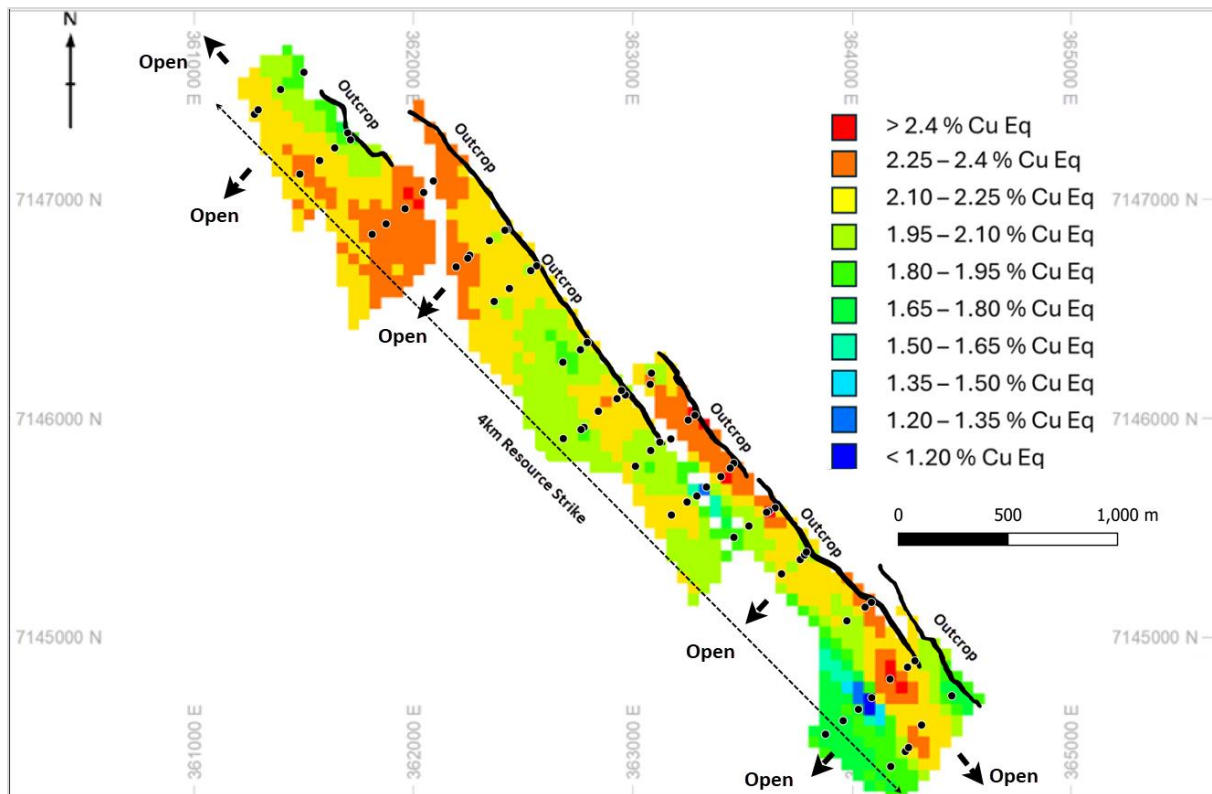 N
361000 E
362000 E
363000 E
364000 E
365000 E
Open
Outcrop
Outcrop
> 2.4 % Cu Eq
2.25 – 2.4 % Cu Eq
2.10 – 2.25 % Cu Eq
1.95 – 2.10 % Cu Eq
1.80 – 1.95 % Cu Eq
1.65 – 1.80 % Cu Eq
1.50 – 1.65 % Cu Eq
1.35 – 1.50 % Cu Eq
1.20 – 1.35 % Cu Eq
< 1.20 % Cu Eq
7147000 N
7147000 N
Open
Outcrop
Open
7146000 N
7146000 N
Outcrop
4km Resource Strike
Outcrop
0 500 1,000 m
7145000 N
7145000 N
Open
Outcrop
361000 E
362000 E
363000 E
364000 E
365000 E
Open
Open